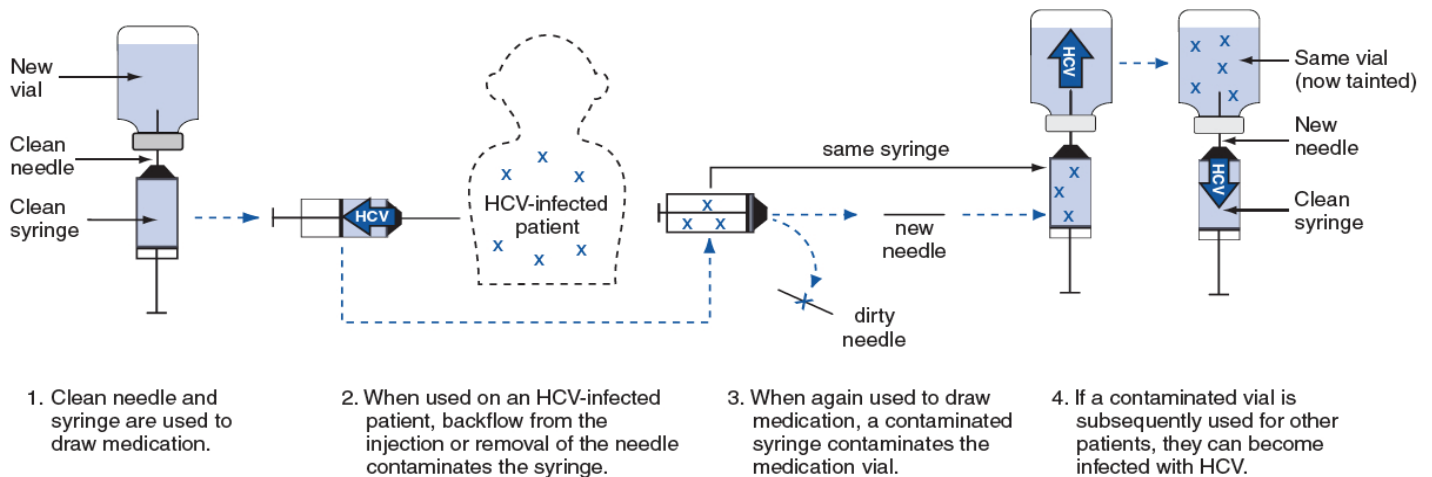 New
vial
Clean
needle
Clean
syringe
HCV
HCV-infected
patient
same syringe
new
needle
dirty
needle
HCV
HCV
Same vial
(now tainted)
New
needle
Clean
syringe
1. Clean needle and
syringe are used to
draw medication.
2. When used on an HCV-infected
patient, backflow from the
injection or removal of the needle
contaminates the syringe.
3. When again used to draw
medication, a contaminated
syringe contaminates the
medication vial.
4. If a contaminated vial is
subsequently used for other
patients, they can become
infected with HCV.